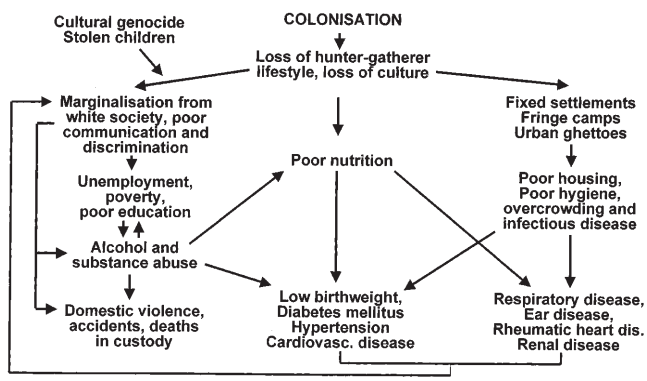 Cultural genocide
Stolen children
COLONISATION
Loss of hunter-gatherer
lifestyle, loss of culture
Marginalisation from
white society, poor
communication and
discrimination
Fixed settlements
Fringe camps
Urban ghettoes
Poor nutrition
Unemployment,
poverty,
poor education
Poor housing,
Poor hygiene,
overcrowding and
infectious disease
Alcohol and
substance abuse
Domestic violence,
accidents, deaths
in custody
Low birthweight,
Diabetes mellitus
Hypertension
Cardiovasc. disease
Respiratory disease,
Ear disease,
Rheumatic heart dis.
Renal disease